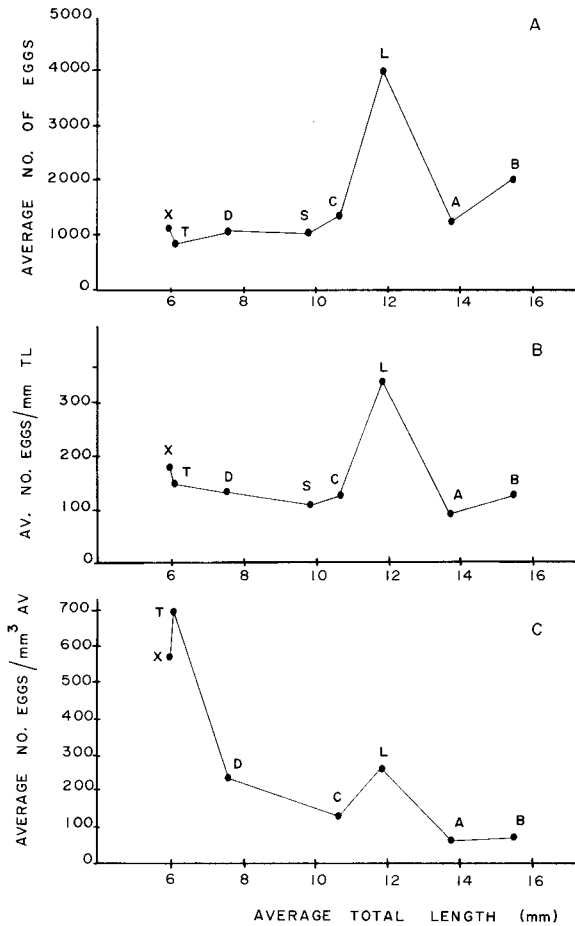 A
AVERAGE NO. OF EGGS
5000
4000
3000
2000
1000
0
X
T
D
S
C
L
A
B
6 8 10 12 14 16
B
AV. NO. EGGS/mm TL
300
200
100
0
X
T
D
S
C
L
A
B
6 8 10 12 14 16
C
AVERAGE NO. EGGS/mm³ AV
700
600
500
400
300
200
100
0
T
X
D
C
L
A
B
6 8 10 12 14 16
AVERAGE TOTAL LENGTH (mm)